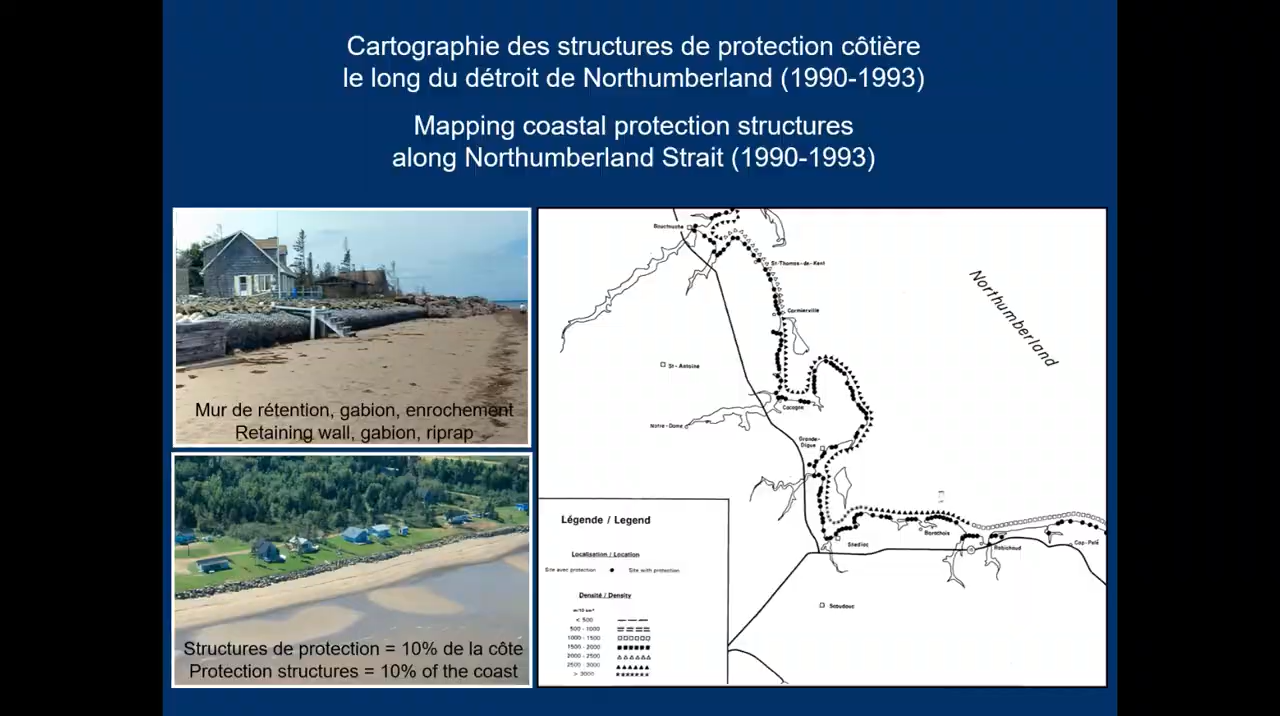 Cartographie des structures de protection côtière
le long du détroit de Northumberland (1990-1993)
Mapping coastal protection structures
along Northumberland Strait (1990-1993)
Mur de rétention, gabion, enrochement
Retaining wall, gabion, riprap
Structures de protection = 10% de la côte
Protection structures = 10% of the coast
Bouctouche
St-Thomas-de-Kent
Cormierville
Northumberland
St-Antoine
Cocagne
Notre-Dame
Grande-
Digue
Shediac
Barachois
Robichaud
Cap-Pelé
Scoudouc
Légende / Legend
Localisation / Location
Site avec protection ● Site with protection
Densité / Density
< 500
500 - 1000
1000 - 1500
1500 - 2000
2000 - 2500
2500 - 3000
> 3000